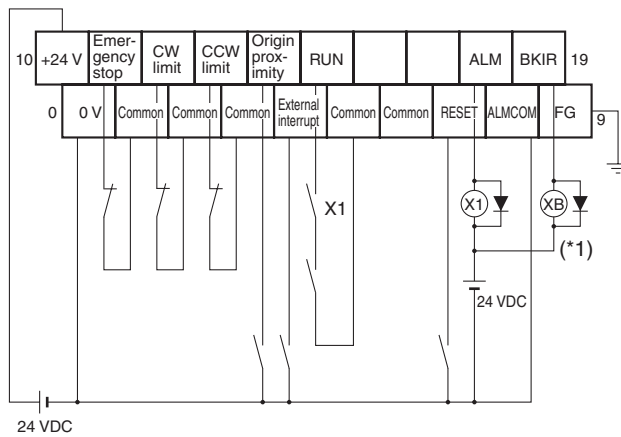 10 +24 V Emer-gency stop CW limit CCW limit Origin prox-imity RUN ALM BKIR 19
0 0 V Common Common Common External interrupt Common Common RESET ALMCOM FG 9
X1
X1 XB
(*1)
24 VDC
24 VDC